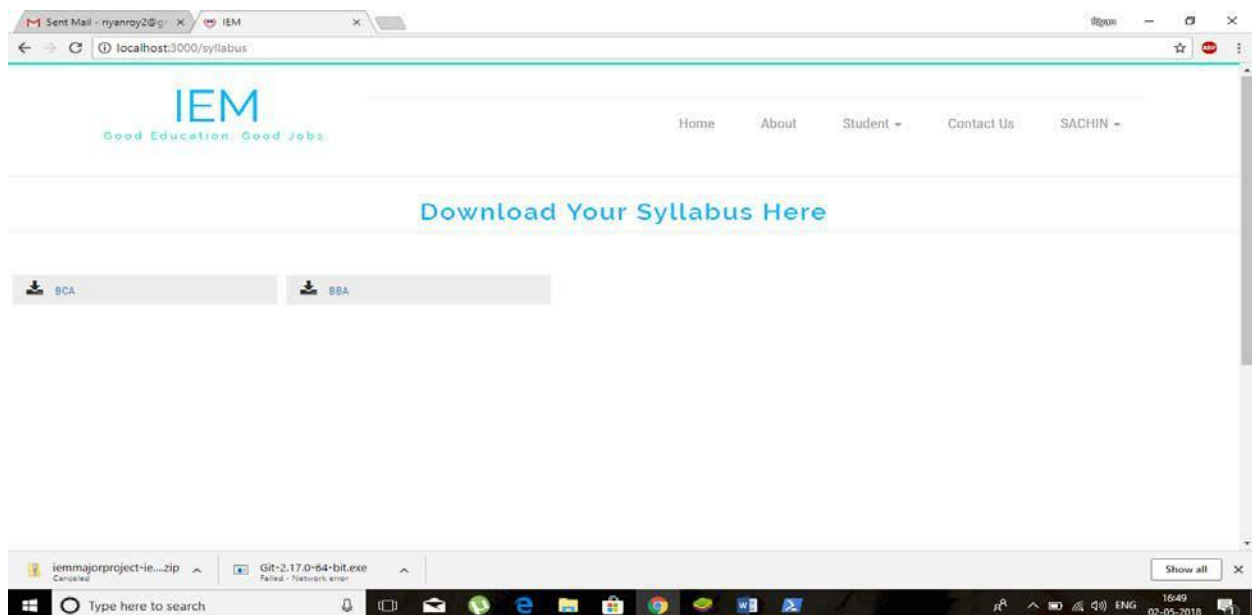 Sent Mail - riyanroy2@g
IEM
localhost:3000/syllabus
IEM
Good Education. Good Jobs
Home About Student Contact Us SACHIN
Download Your Syllabus Here
BCA BBA
iemmajorproject-ie....zip
Canceled
Git-2.17.0-64-bit.exe
Failed - Network error
Show all
Type here to search
ENG
16:49
02-05-2018